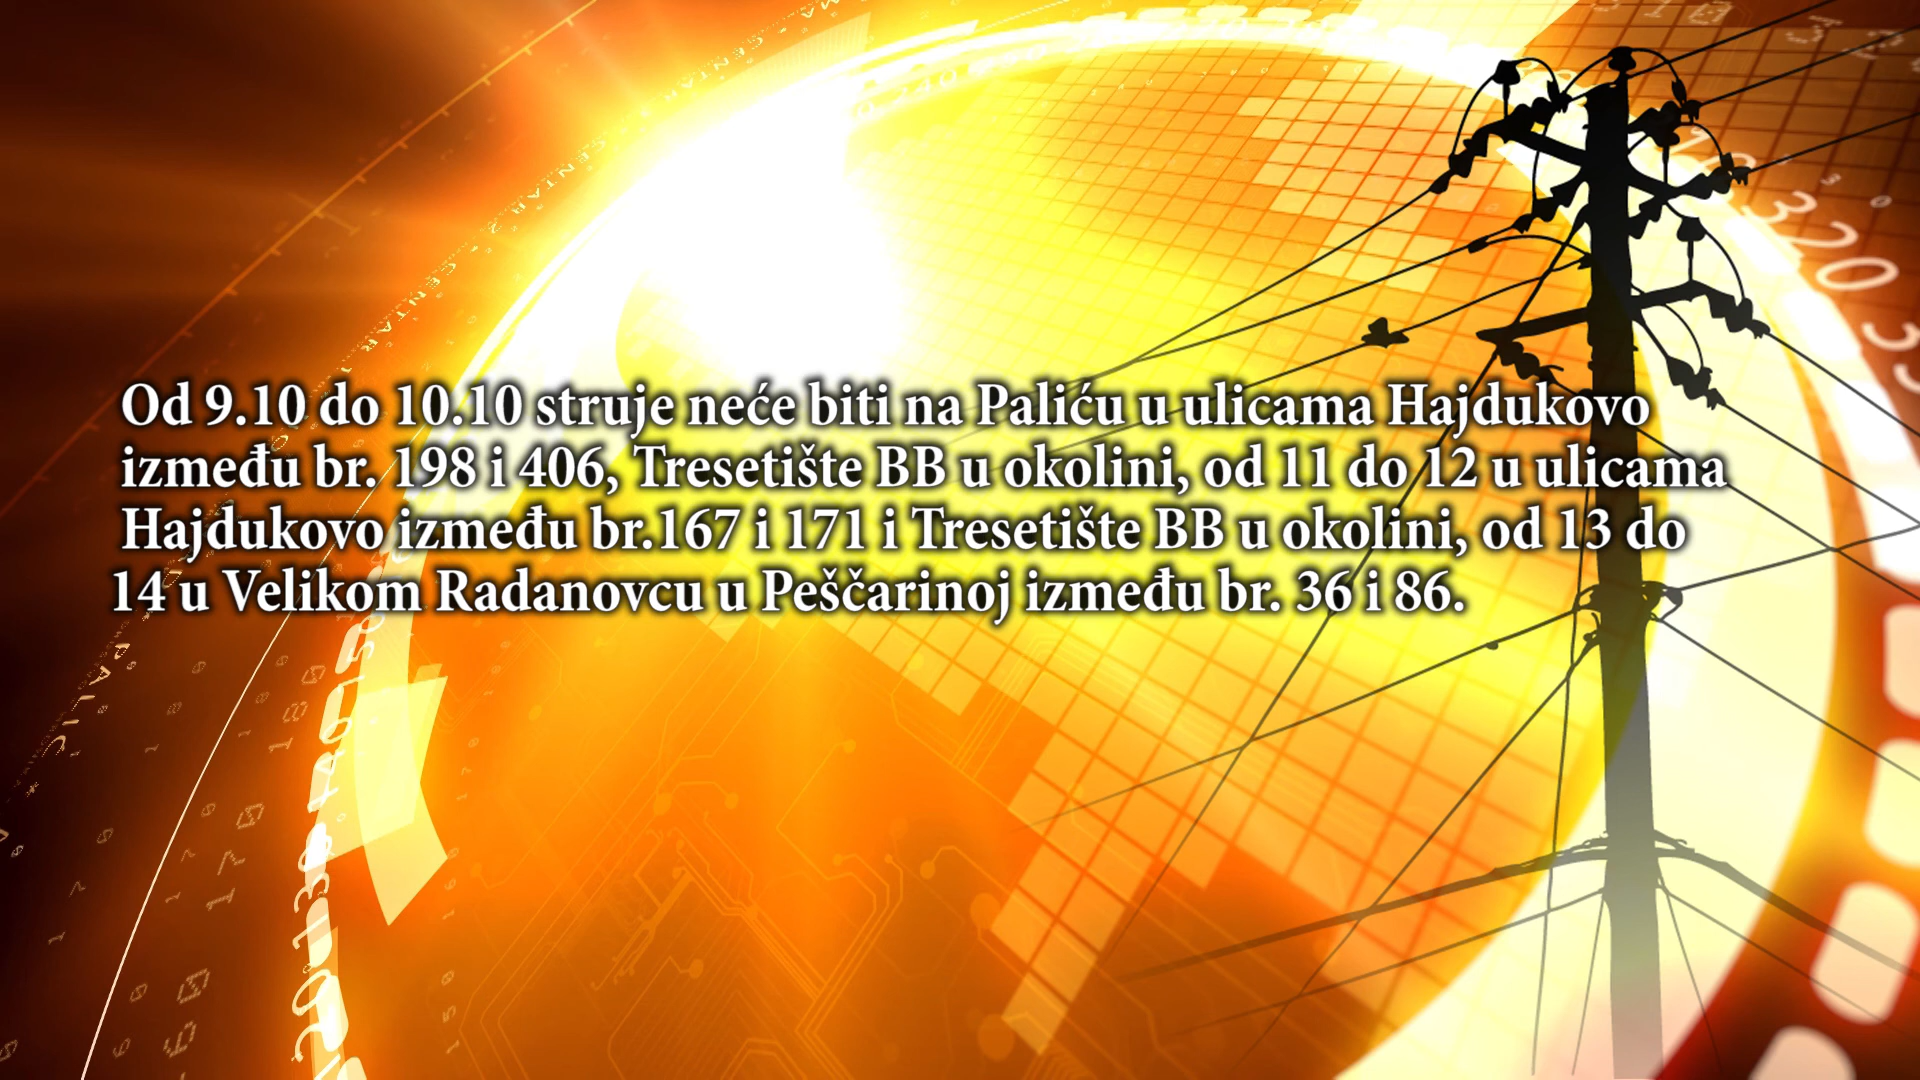 Od 9.10 do 10.10 struje neće biti na Paliću u ulicama Hajdukovo
između br. 198 i 406, Tresetište BB u okolini, od 11 do 12 u ulicama
Hajdukovo između br.167 i 171 i Tresetište BB u okolini, od 13 do
14 u Velikom Radanovcu u Peščarinoj između br. 36 i 86.